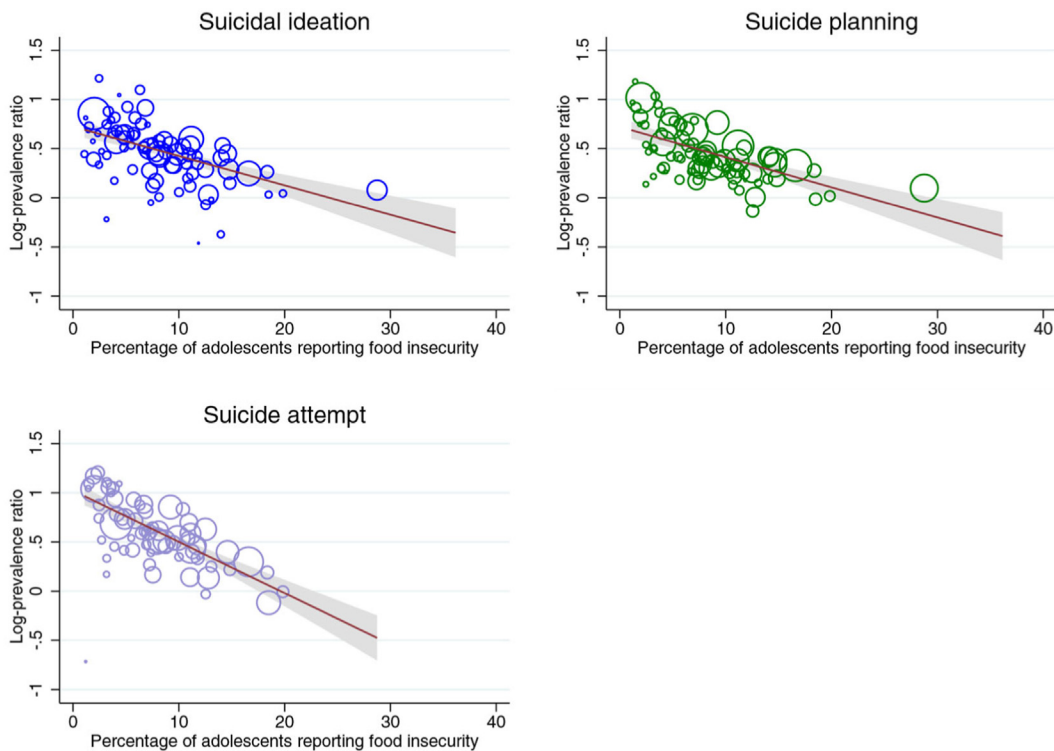 Suicidal ideation
Log-prevalence ratio
1.5
1
.5
0
-.5
-1
0 10 20 30 40
Percentage of adolescents reporting food insecurity
Suicide planning
Log-prevalence ratio
1.5
1
.5
0
-.5
-1
0 10 20 30 40
Percentage of adolescents reporting food insecurity
Suicide attempt
Log-prevalence ratio
1.5
1
.5
0
-.5
-1
0 10 20 30 40
Percentage of adolescents reporting food insecurity